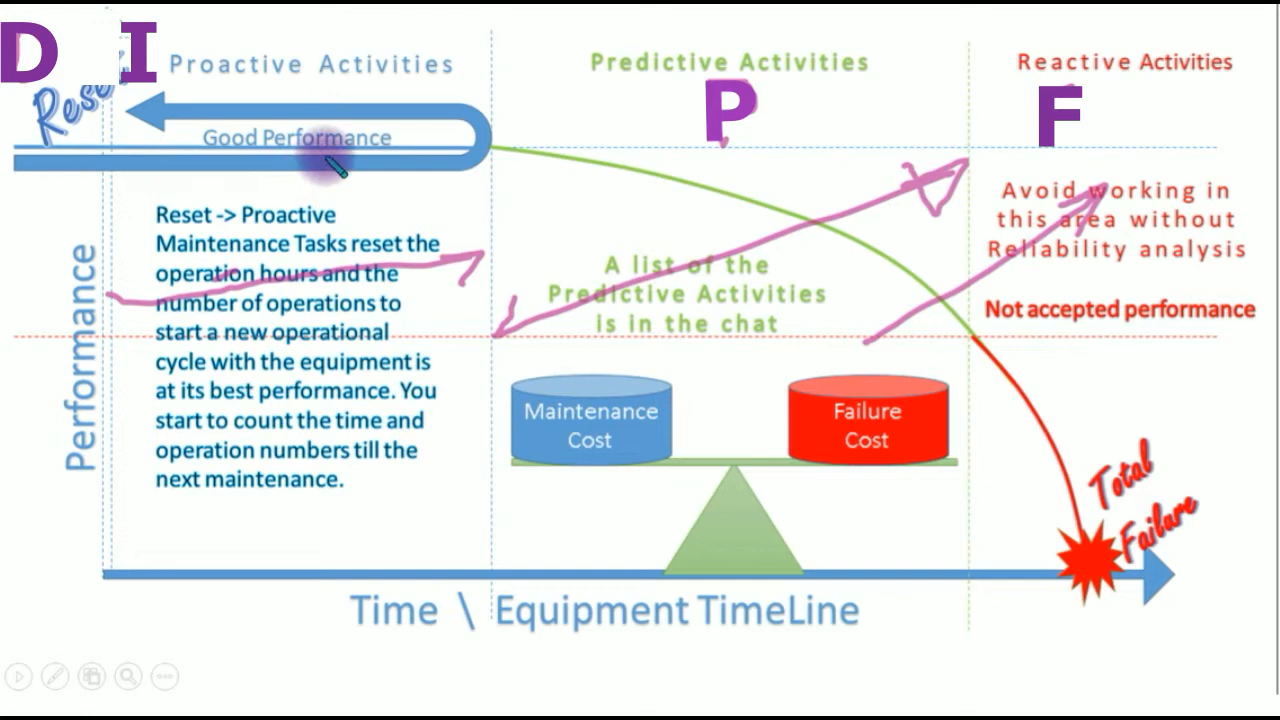 D I
Proactive Activities
Predictive Activities
Reactive Activities
P
F
Reset
Good Performance
Reset -> Proactive
Maintenance Tasks reset the
operation hours and the
number of operations to
start a new operational
cycle with the equipment is
at its best performance. You
start to count the time and
operation numbers till the
next maintenance.
Performance
A list of the
Predictive Activities
is in the chat
Maintenance
Cost
Failure
Cost
Avoid working in
this area without
Reliability analysis
Not accepted performance
Total
Failure
Time \ Equipment TimeLine